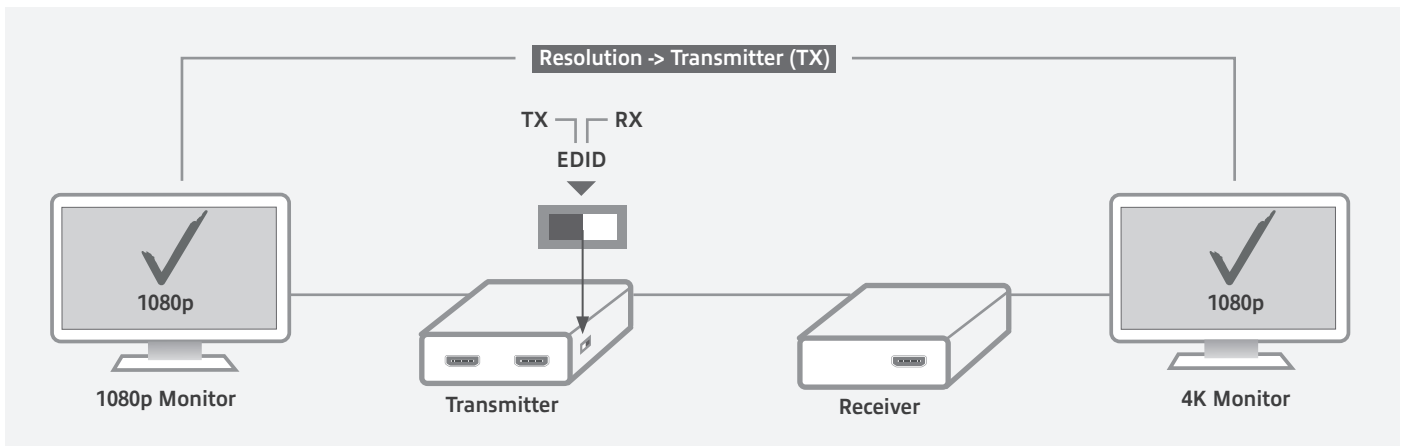 Resolution -> Transmitter (TX)
TX RX
EDID
1080p
1080p
1080p Monitor
Transmitter
Receiver
4K Monitor